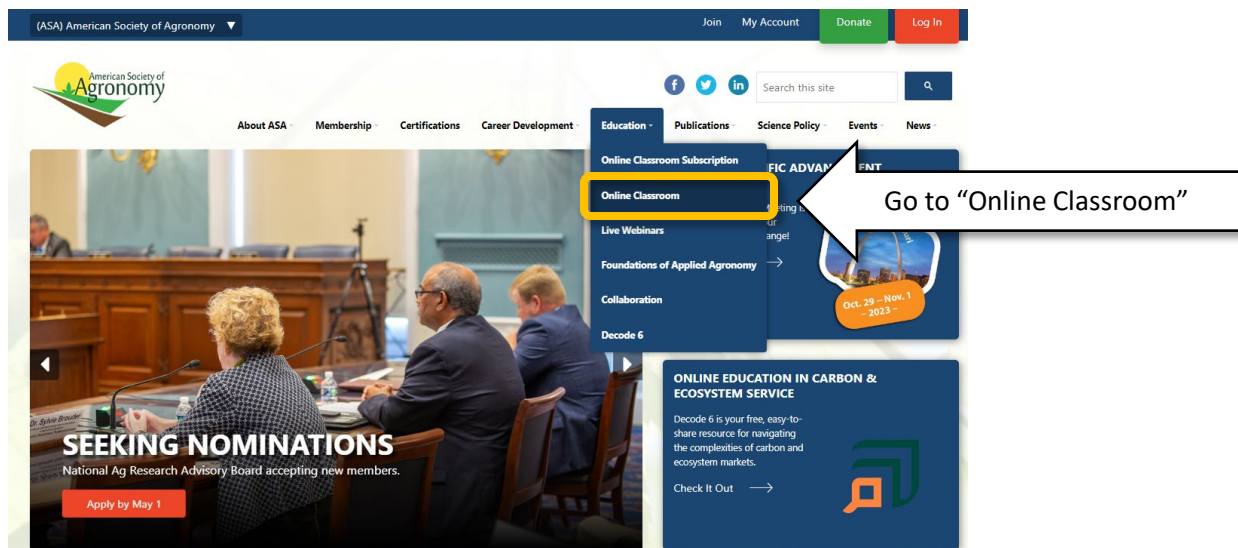 (ASA) American Society of Agronomy ▼
Join My Account Donate Log In
American Society of
Agronomy
Search this site
About ASA Membership Certifications Career Development Education Publications Science Policy Events News
Online Classroom Subscription
Online Classroom
Live Webinars
Foundations of Applied Agronomy
Collaboration
Decode 6
Go to “Online Classroom”
Oct. 29 – Nov. 1
– 2023 –
Dr. Sylvie Brouder
SEEKING NOMINATIONS
National Ag Research Advisory Board accepting new members.
Apply by May 1
ONLINE EDUCATION IN CARBON &
ECOSYSTEM SERVICE
Decode 6 is your free, easy-to-
share resource for navigating
the complexities of carbon and
ecosystem markets.
Check It Out